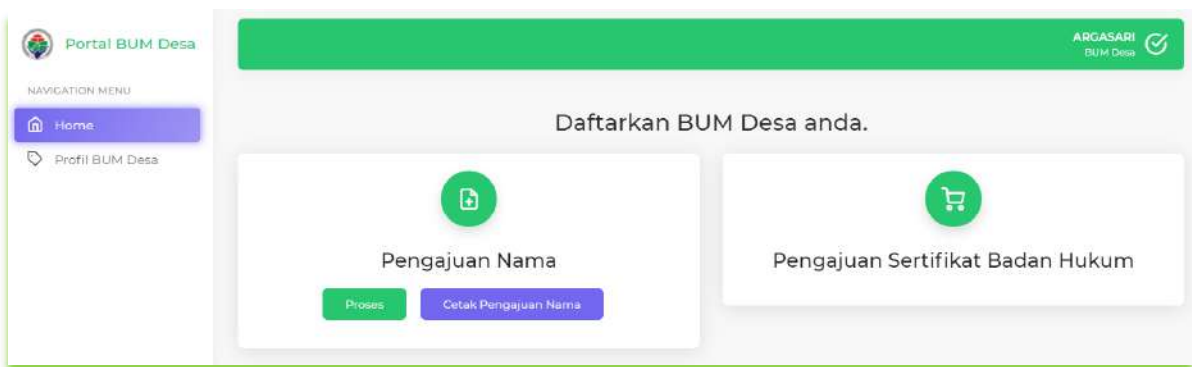 Portal BUM Desa
ARGASARI
BUM Desa
NAVIGATION MENU
Home
Profil BUM Desa
Daftarkan BUM Desa anda.
Pengajuan Nama
Proses
Cetak Pengajuan Nama
Pengajuan Sertifikat Badan Hukum